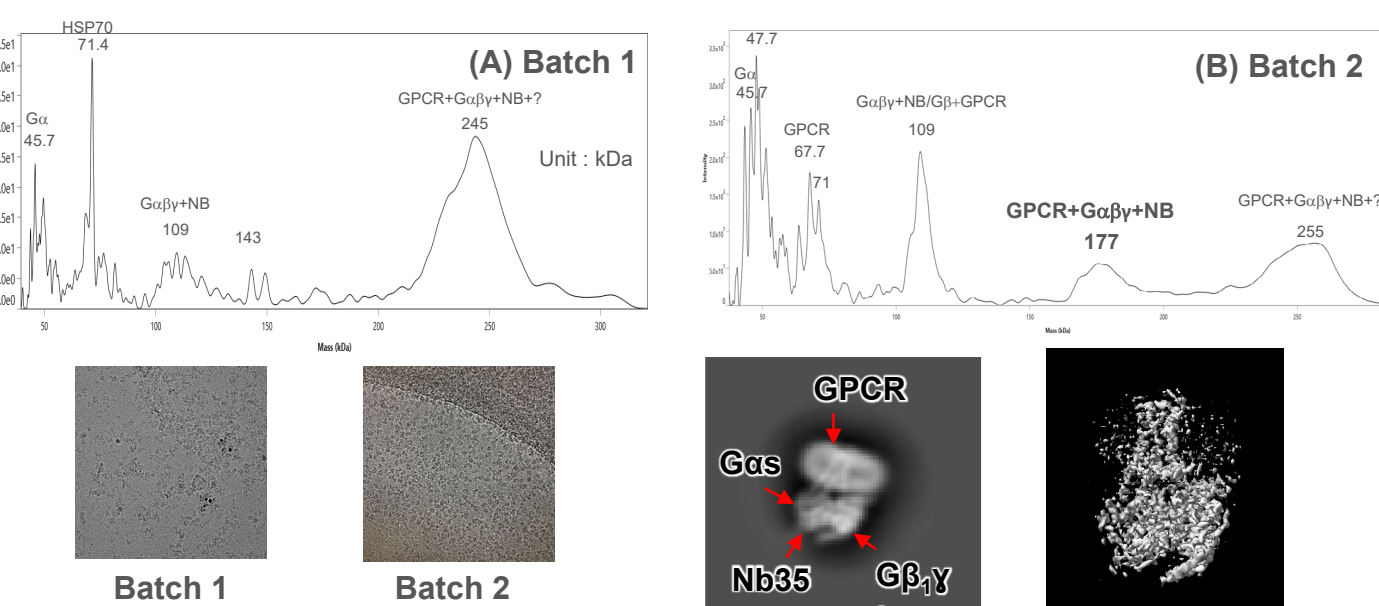 HSP70
71.4
(A) Batch 1
GPCR+Gαβγ+NB+?
245
Gα
45.7
Unit : kDa
Gαβγ+NB
109
143
50
100
150
200
250
300
Mass (kDa)
47.7
(B) Batch 2
Gα
45.7
Gαβγ+NB/Gβ+GPCR
109
GPCR
67.7
71
GPCR+Gαβγ+NB
177
GPCR+Gαβγ+NB+?
255
Intensity
50
100
150
200
250
Mass (kDa)
Batch 1
Batch 2
GPCR
Gαs
Nb35
Gβ₁γ